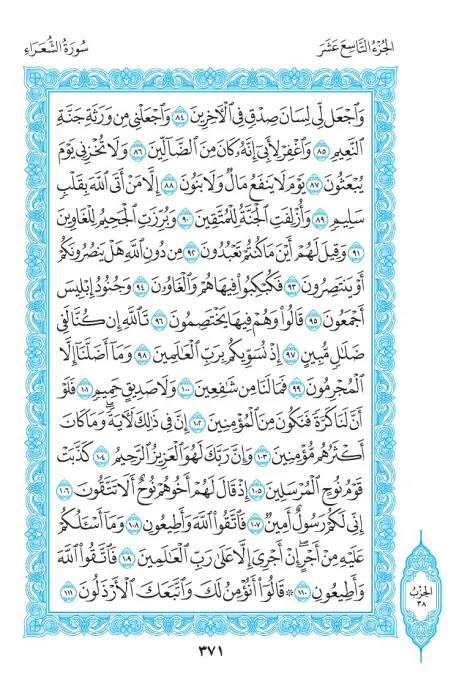 الجزء التاسع عشر
سورة الشعراء
وَٱجْعَل لِّي لِسَانَ صِدْقٍ فِي ٱلْأٓخِرِينَ ٨٤ وَٱجْعَلْنِي مِن وَرَثَةِ جَنَّةِ
ٱلنَّعِيمِ ٨٥ وَٱغْفِرْ لِأَبِيٓ إِنَّهُۥ كَانَ مِنَ ٱلضَّآلِّينَ ٨٦ وَلَا تُخْزِنِي يَوْمَ
يُبْعَثُونَ ٨٧ يَوْمَ لَا يَنفَعُ مَالٌ وَلَا بَنُونَ ٨٨ إِلَّا مَنْ أَتَى ٱللَّهَ بِقَلْبٍ
سَلِيمٍ ٨٩ وَأُزْلِفَتِ ٱلْجَنَّةُ لِلْمُتَّقِينَ ٩٠ وَبُرِّزَتِ ٱلْجَحِيمُ لِلْغَاوِينَ
٩١ وَقِيلَ لَهُمْ أَيْنَ مَا كُنتُمْ تَعْبُدُونَ ٩٢ مِن دُونِ ٱللَّهِ هَلْ يَنصُرُونَكُمْ
أَوْ يَنتَصِرُونَ ٩٣ فَكُبْكِبُوا۟ فِيهَا هُمْ وَٱلْغَاوُۥنَ ٩٤ وَجُنُودُ إِبْلِيسَ
أَجْمَعُونَ ٩٥ قَالُوا۟ وَهُمْ فِيهَا يَخْتَصِمُونَ ٩٦ تَٱللَّهِ إِن كُنَّا لَفِي
ضَلَٰلٍ مُّبِينٍ ٩٧ إِذْ نُسَوِّيكُم بِرَبِّ ٱلْعَٰلَمِينَ ٩٨ وَمَآ أَضَلَّنَآ إِلَّا
ٱلْمُجْرِمُونَ ٩٩ فَمَا لَنَا مِن شَٰفِعِينَ ١٠٠ وَلَا صَدِيقٍ حَمِيمٍ ١٠١ فَلَوْ
أَنَّ لَنَا كَرَّةً فَنَكُونَ مِنَ ٱلْمُؤْمِنِينَ ١٠٢ إِنَّ فِي ذَٰلِكَ لَأٓيَةً ۖ وَمَا كَانَ
أَكْثَرُهُم مُّؤْمِنِينَ ١٠٣ وَإِنَّ رَبَّكَ لَهُوَ ٱلْعَزِيزُ ٱلرَّحِيمُ ١٠٤ كَذَّبَتْ
قَوْمُ نُوحٍ ٱلْمُرْسَلِينَ ١٠٥ إِذْ قَالَ لَهُمْ أَخُوهُمْ نُوحٌ أَلَا تَتَّقُونَ ١٠٦
إِنِّي لَكُمْ رَسُولٌ أَمِينٌ ١٠٧ فَٱتَّقُوا۟ ٱللَّهَ وَأَطِيعُونِ ١٠٨ وَمَآ أَسْـَٔلُكُمْ
عَلَيْهِ مِنْ أَجْرٍ ۖ إِنْ أَجْرِيَ إِلَّا عَلَىٰ رَبِّ ٱلْعَٰلَمِينَ ١٠٩ فَٱتَّقُوا۟ ٱللَّهَ
وَأَطِيعُونِ ١١٠ ۞ قَالُوٓا۟ أَنُؤْمِنُ لَكَ وَٱتَّبَعَكَ ٱلْأَرْذَلُونَ ١١١
الحزب
٣٨
٣٧١